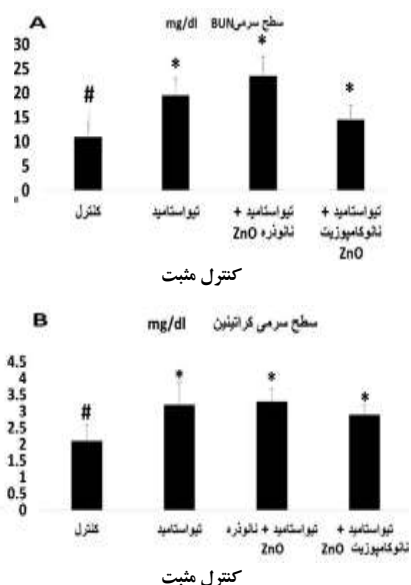 A
mg/dl BUNسطح سرمی
30
25
20
15
10
5
0
#
*
*
*
کنترل
تیواستامید
تیواستامید +
نانوذره ZnO
تیواستامید +
نانوکامپوزیت
ZnO
کنترل مثبت
B
سطح سرمی کراتینین mg/dl
4.5
4
3.5
3
2.5
2
1.5
1
0.5
0
#
*
*
*
کنترل
تیواستامید
تیواستامید + نانوذره
ZnO
تیواستامید +
نانوکامپوزیت ZnO
کنترل مثبت